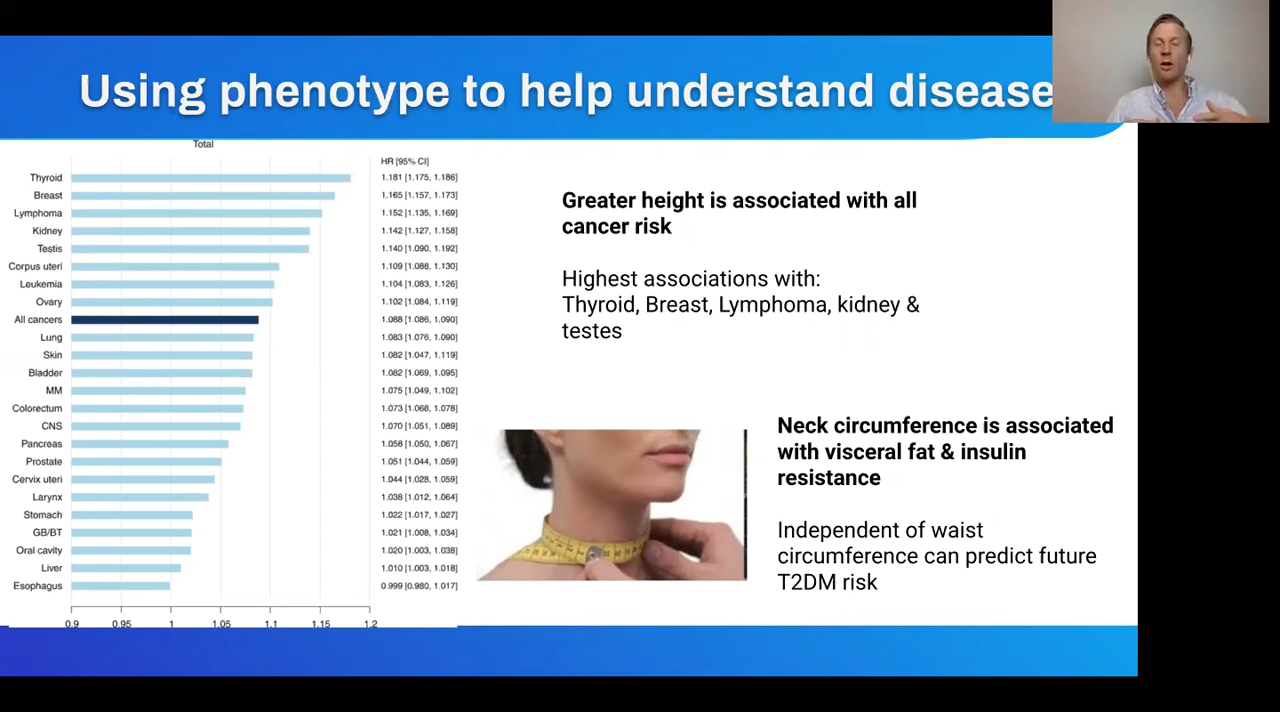 Using phenotype to help understand disease
Total
HR [95% CI]
Thyroid 1.181 [1.175, 1.186]
Breast 1.165 [1.157, 1.173]
Lymphoma 1.152 [1.135, 1.169]
Kidney 1.142 [1.127, 1.158]
Testis 1.140 [1.090, 1.192]
Corpus uteri 1.109 [1.088, 1.130]
Leukemia 1.104 [1.083, 1.126]
Ovary 1.102 [1.084, 1.119]
All cancers 1.088 [1.086, 1.090]
Lung 1.083 [1.076, 1.090]
Skin 1.082 [1.047, 1.119]
Bladder 1.082 [1.069, 1.095]
MM 1.075 [1.049, 1.102]
Colorectum 1.073 [1.068, 1.078]
CNS 1.070 [1.051, 1.089]
Pancreas 1.058 [1.050, 1.067]
Prostate 1.051 [1.044, 1.059]
Cervix uteri 1.044 [1.028, 1.059]
Larynx 1.038 [1.012, 1.064]
Stomach 1.022 [1.017, 1.027]
GB/BT 1.021 [1.008, 1.034]
Oral cavity 1.020 [1.003, 1.038]
Liver 1.010 [1.003, 1.018]
Esophagus 0.999 [0.980, 1.017]
0.9 0.95 1 1.05 1.1 1.15 1.2
Greater height is associated with all
cancer risk
Highest associations with:
Thyroid, Breast, Lymphoma, kidney &
testes
Neck circumference is associated
with visceral fat & insulin
resistance
Independent of waist
circumference can predict future
T2DM risk